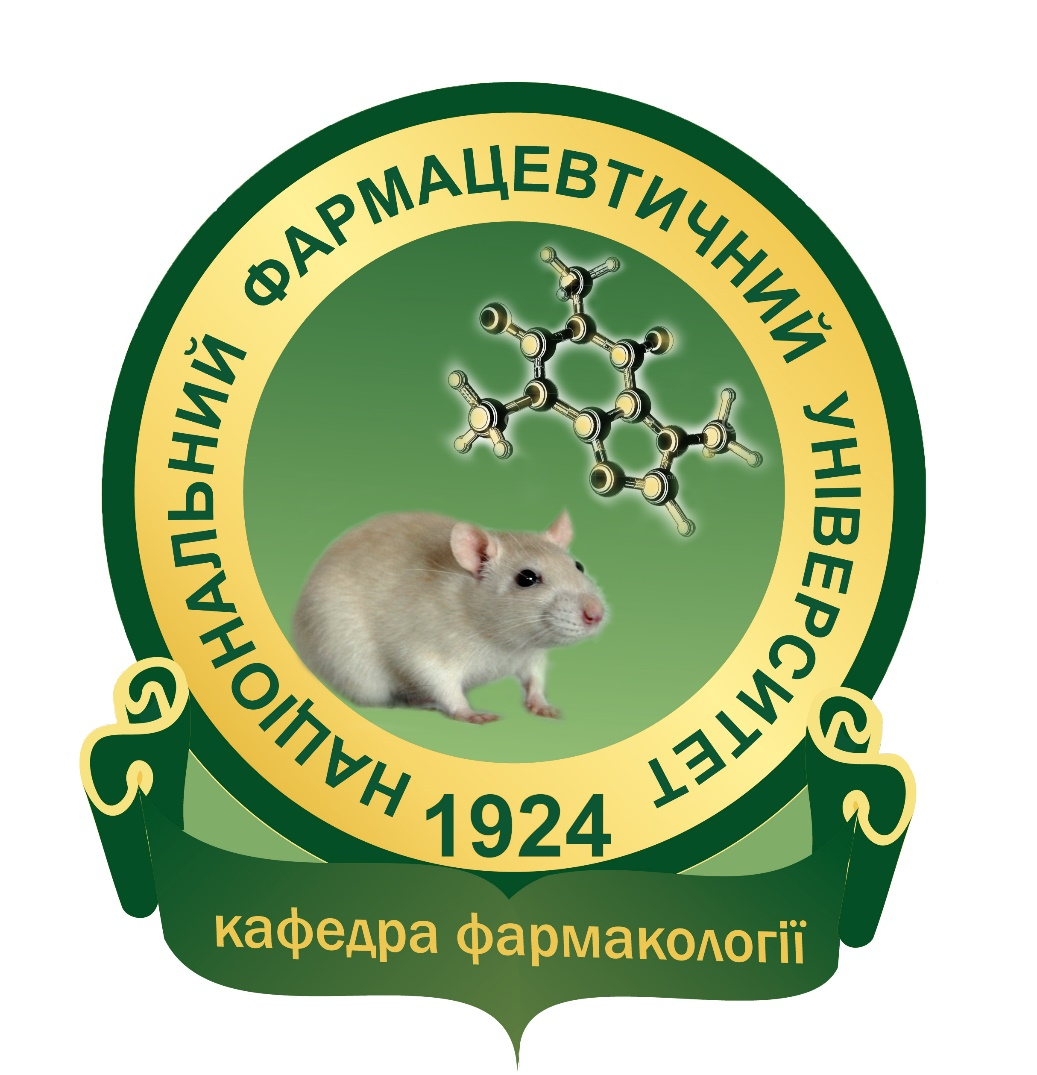 НАЦІОНАЛЬНИЙ ФАРМАЦЕВТИЧНИЙ УНІВЕРСИТЕТ
1924
кафедра фармакології